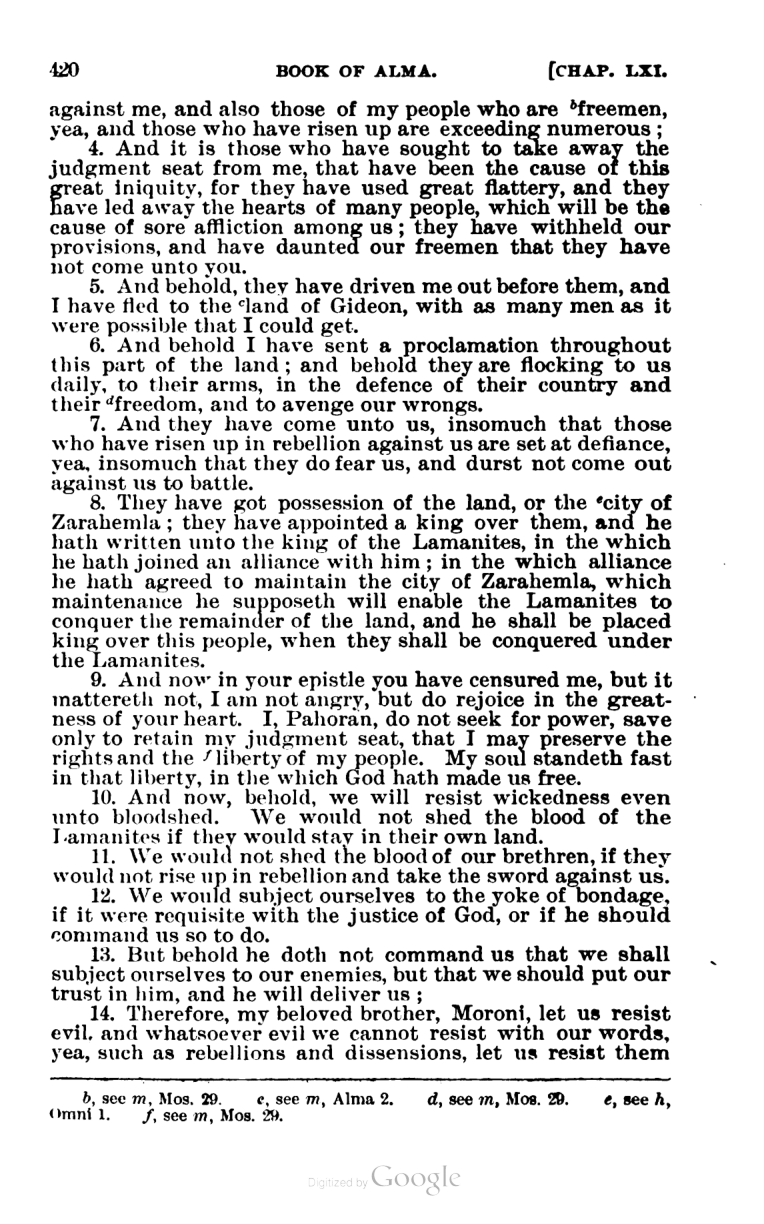 420 BOOK OF ALMA. [CHAP. LXI.
against me, and also those of my people who are ᵇfreemen,
yea, and those who have risen up are exceeding numerous;
4. And it is those who have sought to take away the
judgment seat from me, that have been the cause of this
great iniquity, for they have used great flattery, and they
have led away the hearts of many people, which will be the
cause of sore affliction among us; they have withheld our
provisions, and have daunted our freemen that they have
not come unto you.
5. And behold, they have driven me out before them, and
I have fled to the ᶜland of Gideon, with as many men as it
were possible that I could get.
6. And behold I have sent a proclamation throughout
this part of the land; and behold they are flocking to us
daily, to their arms, in the defence of their country and
their ᵈfreedom, and to avenge our wrongs.
7. And they have come unto us, insomuch that those
who have risen up in rebellion against us are set at defiance,
yea, insomuch that they do fear us, and durst not come out
against us to battle.
8. They have got possession of the land, or the ᵉcity of
Zarahemla; they have appointed a king over them, and he
hath written unto the king of the Lamanites, in the which
he hath joined an alliance with him; in the which alliance
he hath agreed to maintain the city of Zarahemla, which
maintenance he supposeth will enable the Lamanites to
conquer the remainder of the land, and he shall be placed
king over this people, when they shall be conquered under
the Lamanites.
9. And now in your epistle you have censured me, but it
mattereth not, I am not angry, but do rejoice in the great-
ness of your heart. I, Pahoran, do not seek for power, save
only to retain my judgment seat, that I may preserve the
rights and the ᶠliberty of my people. My soul standeth fast
in that liberty, in the which God hath made us free.
10. And now, behold, we will resist wickedness even
unto bloodshed. We would not shed the blood of the
Lamanites if they would stay in their own land.
11. We would not shed the blood of our brethren, if they
would not rise up in rebellion and take the sword against us.
12. We would subject ourselves to the yoke of bondage,
if it were requisite with the justice of God, or if he should
command us so to do.
13. But behold he doth not command us that we shall
subject ourselves to our enemies, but that we should put our
trust in him, and he will deliver us;
14. Therefore, my beloved brother, Moroni, let us resist
evil, and whatsoever evil we cannot resist with our words,
yea, such as rebellions and dissensions, let us resist them
b, see m, Mos. 29. c, see m, Alma 2. d, see m, Mos. 29. e, see h,
Omni 1. f, see m, Mos. 29.
Digitized by Google